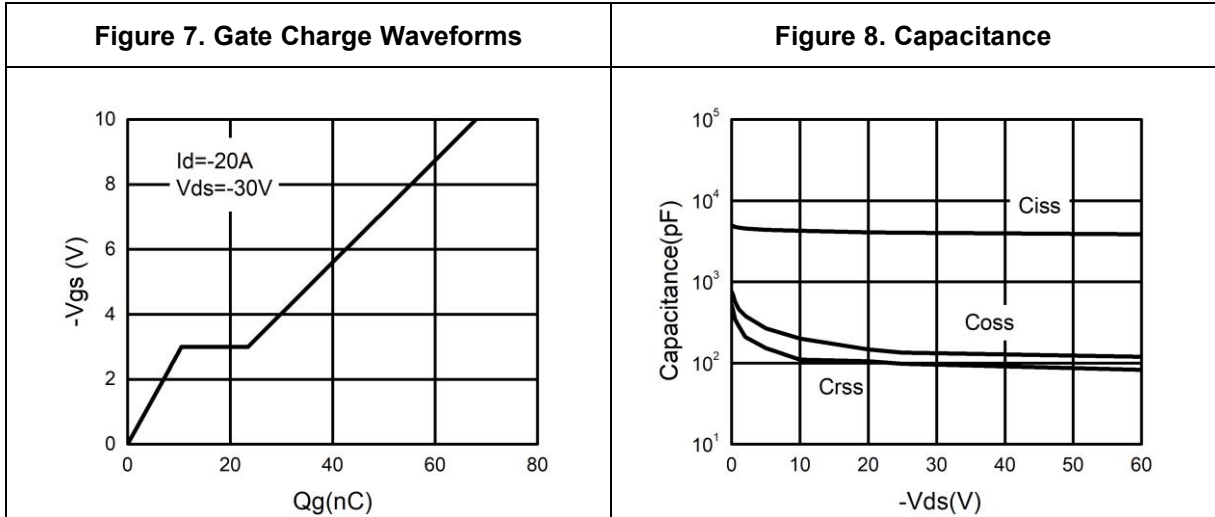 Figure 7. Gate Charge Waveforms
Figure 8. Capacitance
10
8
6
4
2
0
-Vgs (V)
Id=-20A
Vds=-30V
0 20 40 60 80
Qg(nC)
10^5
10^4
10^3
10^2
10^1
Capacitance(pF)
Ciss
Coss
Crss
0 10 20 30 40 50 60
-Vds(V)